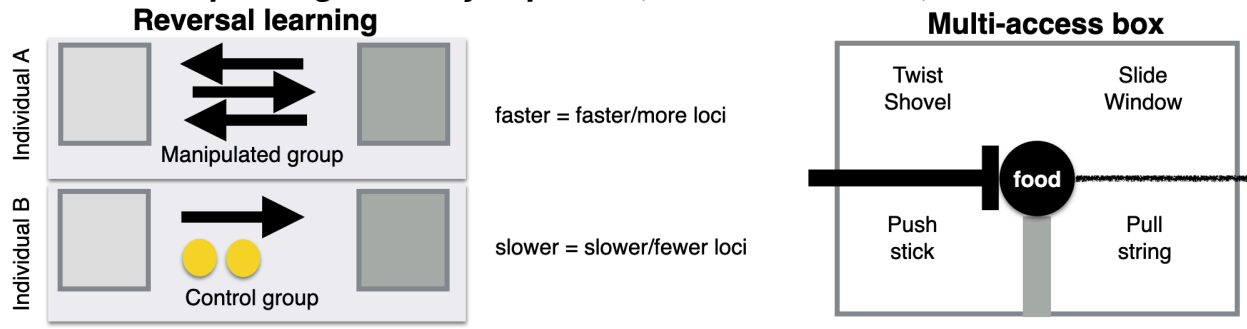 Reversal learning
Multi-access box
Individual A
Manipulated group
faster = faster/more loci
Individual B
Control group
slower = slower/fewer loci
Twist
Shovel
Slide
Window
food
Push
stick
Pull
string